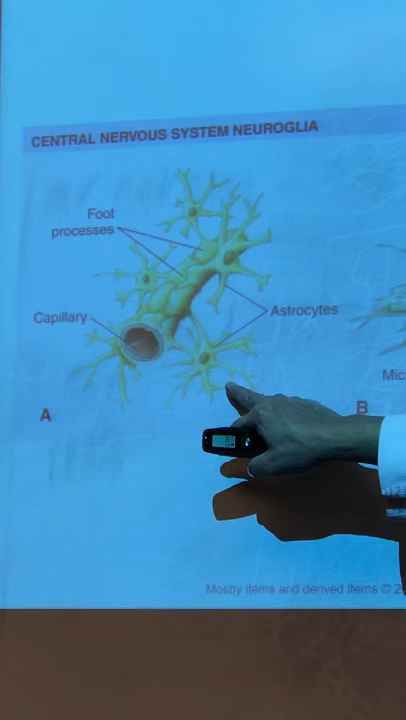 CENTRAL NERVOUS SYSTEM NEUROGLIA
Foot
processes
Capillary
Astrocytes
A
B
Mosby items and derived items ©